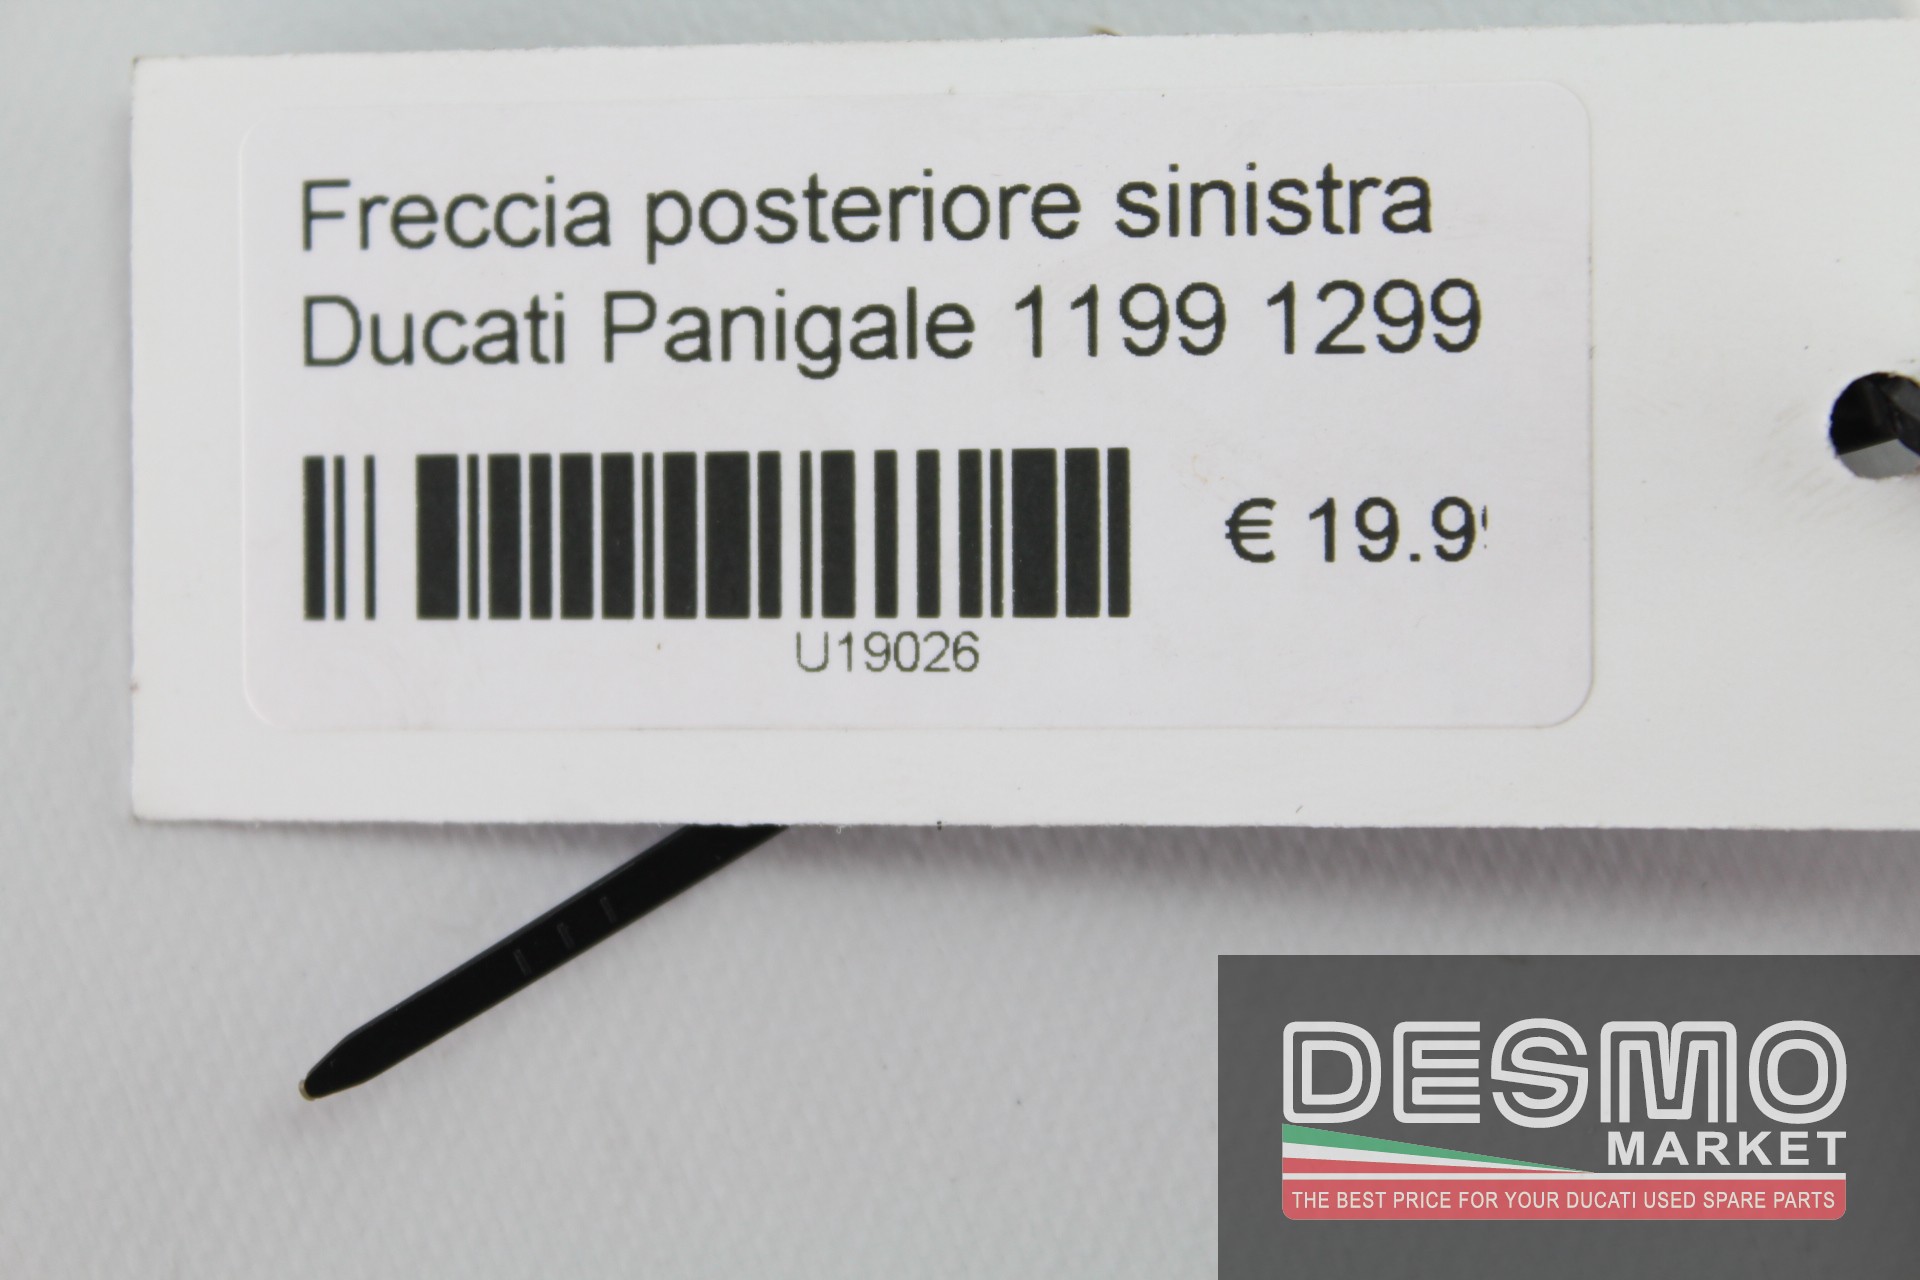 Freccia posteriore sinistra
Ducati Panigale 1199 1299
€ 19.9
U19026
DESMO
MARKET
THE BEST PRICE FOR YOUR DUCATI USED SPARE PARTS